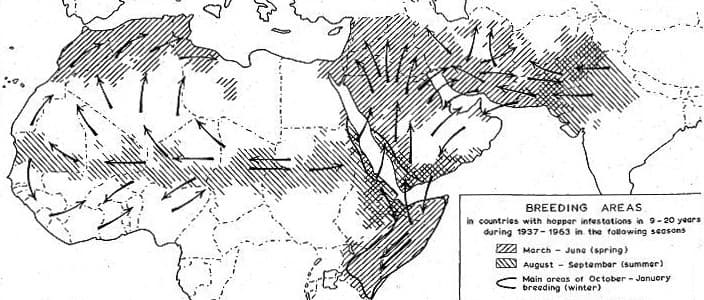 BREEDING AREAS
in countries with hopper infestations in 9-20 years
during 1937-1963 in the following seasons
March - June (spring)
August - September (summer)
Main areas of October - January
breeding (winter)